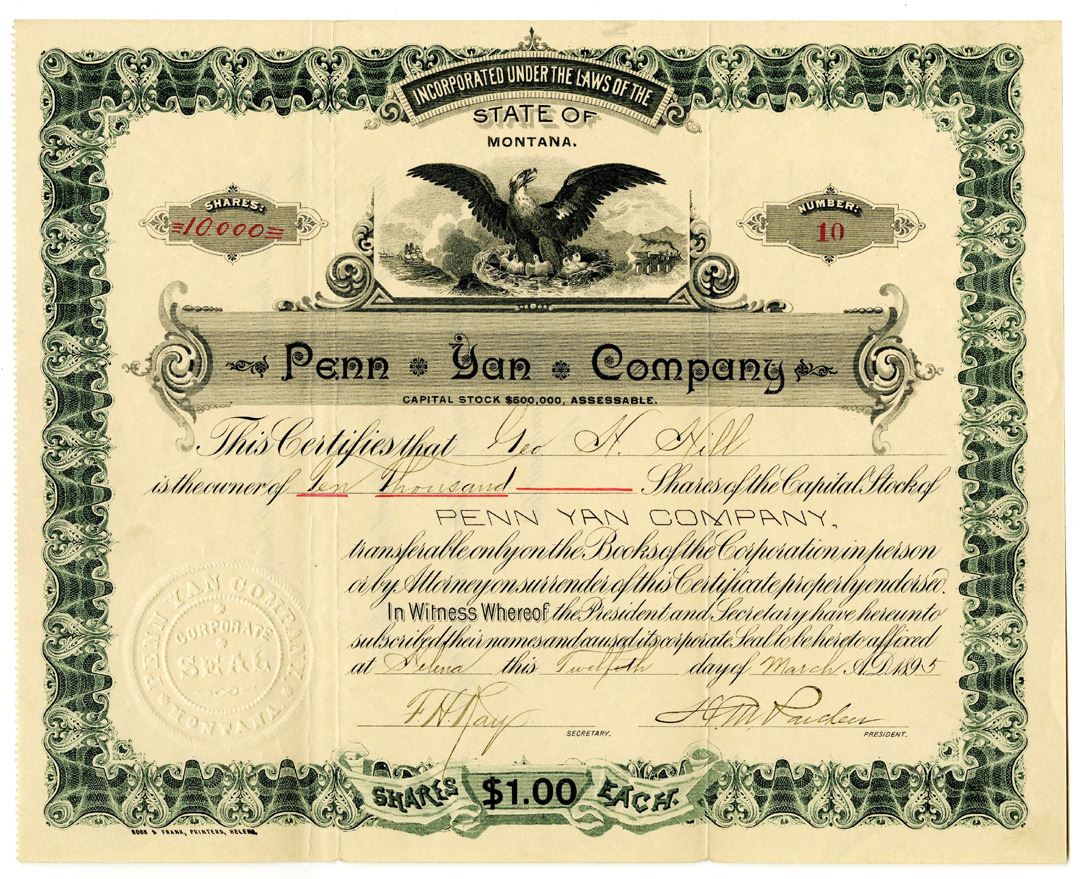 INCORPORATED UNDER THE LAWS OF THE
STATE OF
MONTANA.
SHARES:
=10000=
NUMBER:
10
Penn Yan Company
CAPITAL STOCK $500,000, ASSESSABLE.
This Certifies that Geo H. Hill
is the owner of Ten Thousand Shares of the Capital Stock of
PENN YAN COMPANY,
transferable only on the Books of the Corporation in person
or by Attorney on surrender of this Certificate properly endorsed.
In Witness Whereof the President and Secretary have hereunto
subscribed their names and caused its corporate Seal to be hereto affixed
at Helena this Twelfth day of March A.D. 1895
PENN YAN COMPANY.
CORPORATE
SEAL
F. H. Ray
SECRETARY.
H. M.
PRESIDENT.
SHARES $1.00 EACH.
FRANK, PRINTERS, HELENA.